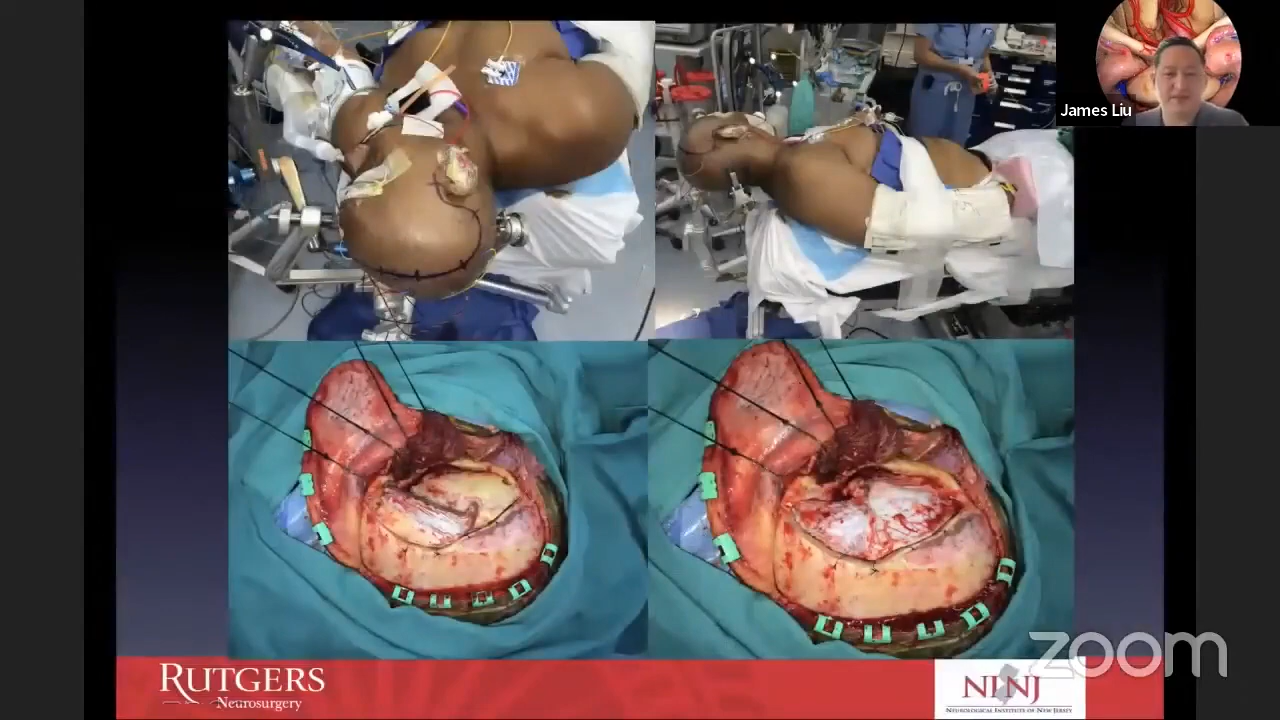 James Liu
RUTGERS
Neurosurgery
NINJ
NEUROLOGICAL INSTITUTE OF NEW JERSEY
zoom